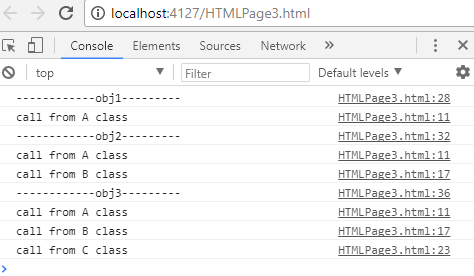 localhost:4127/HTMLPage3.html
Console Elements Sources Network »
top ▼ Filter Default levels ▼
------------obj1--------- HTMLPage3.html:28
call from A class HTMLPage3.html:11
------------obj2--------- HTMLPage3.html:32
call from A class HTMLPage3.html:11
call from B class HTMLPage3.html:17
------------obj3--------- HTMLPage3.html:36
call from A class HTMLPage3.html:11
call from B class HTMLPage3.html:17
call from C class HTMLPage3.html:23